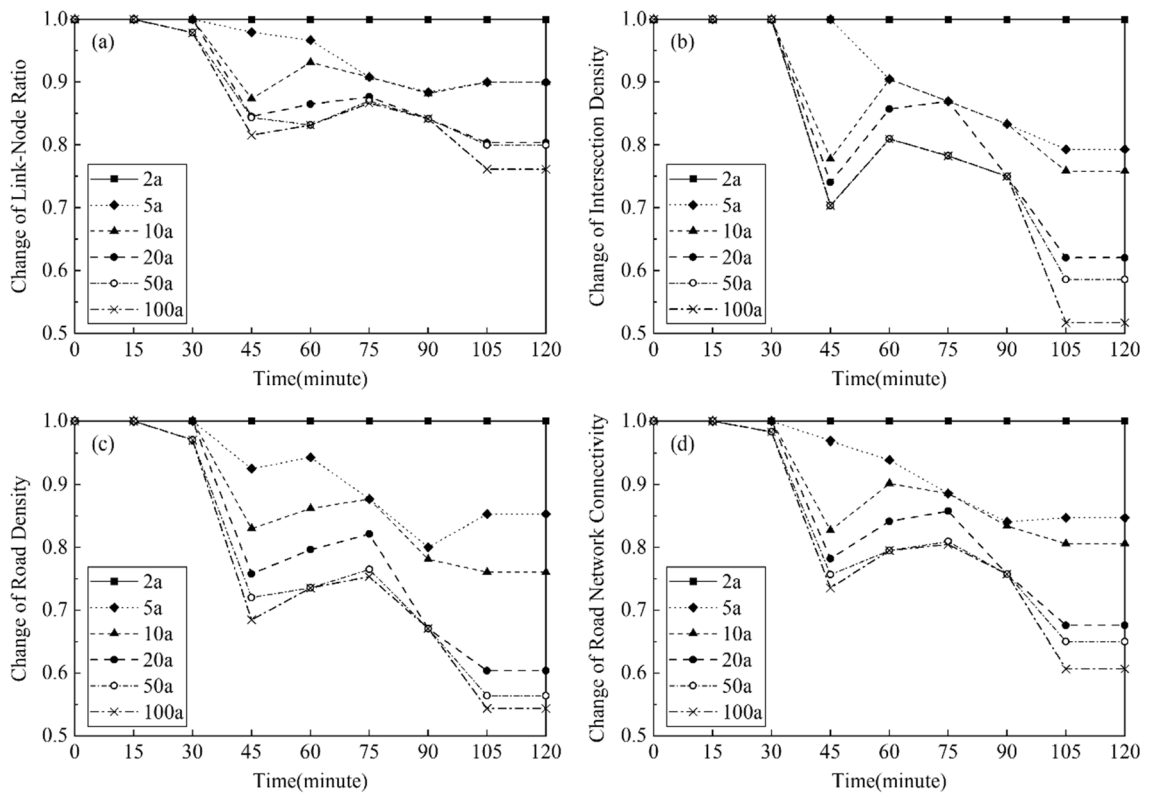 (a)
Change of Link-Node Ratio
1.0
0.9
0.8
0.7
0.6
0.5
2a
5a
10a
20a
50a
100a
0 15 30 45 60 75 90 105 120
Time(minute)
(b)
Change of Intersection Density
1.0
0.9
0.8
0.7
0.6
0.5
2a
5a
10a
20a
50a
100a
0 15 30 45 60 75 90 105 120
Time(minute)
(c)
Change of Road Density
1.0
0.9
0.8
0.7
0.6
0.5
2a
5a
10a
20a
50a
100a
0 15 30 45 60 75 90 105 120
Time(minute)
(d)
Change of Road Network Connectivity
1.0
0.9
0.8
0.7
0.6
0.5
2a
5a
10a
20a
50a
100a
0 15 30 45 60 75 90 105 120
Time(minute)